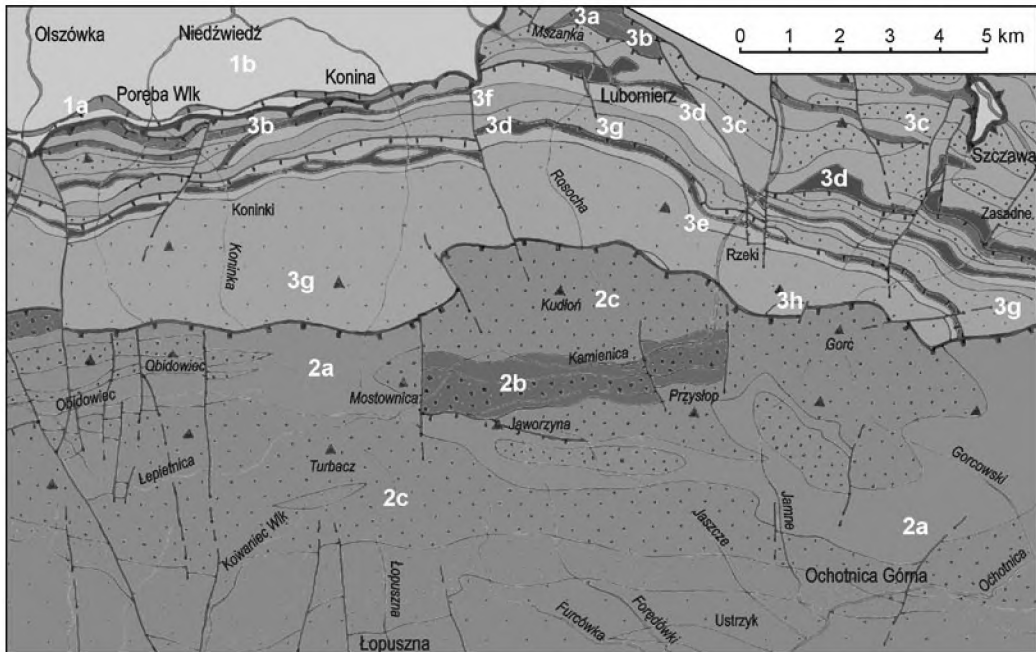 3a
Olszówka
Niedźwiedź
Mszanka
3b
0 1 2 3 4 5 km
1b
Konina
1a
Poręba Wlk
3f
Lubomierz
3d
3b
3d
3g
3c
3c
Szczawa
3d
Koninki
Rosocha
3e
Zasadne
Rzeki
Koninka
3g
Kudłoń
2c
3h
3g
Gorc
Obidowiec
2a
Kamienica
2b
Obidowiec
Mostownica
Przysłop
Jaworzyna
Łepietnica
Turbacz
Gorcowski
2c
Jamne
2a
Kowaniec Wlk
Jaszcze
Łopuszna
Ochotnica Górna
Ochotnica
Forędówki
Furcówka
Ustrzyk
Łopuszna